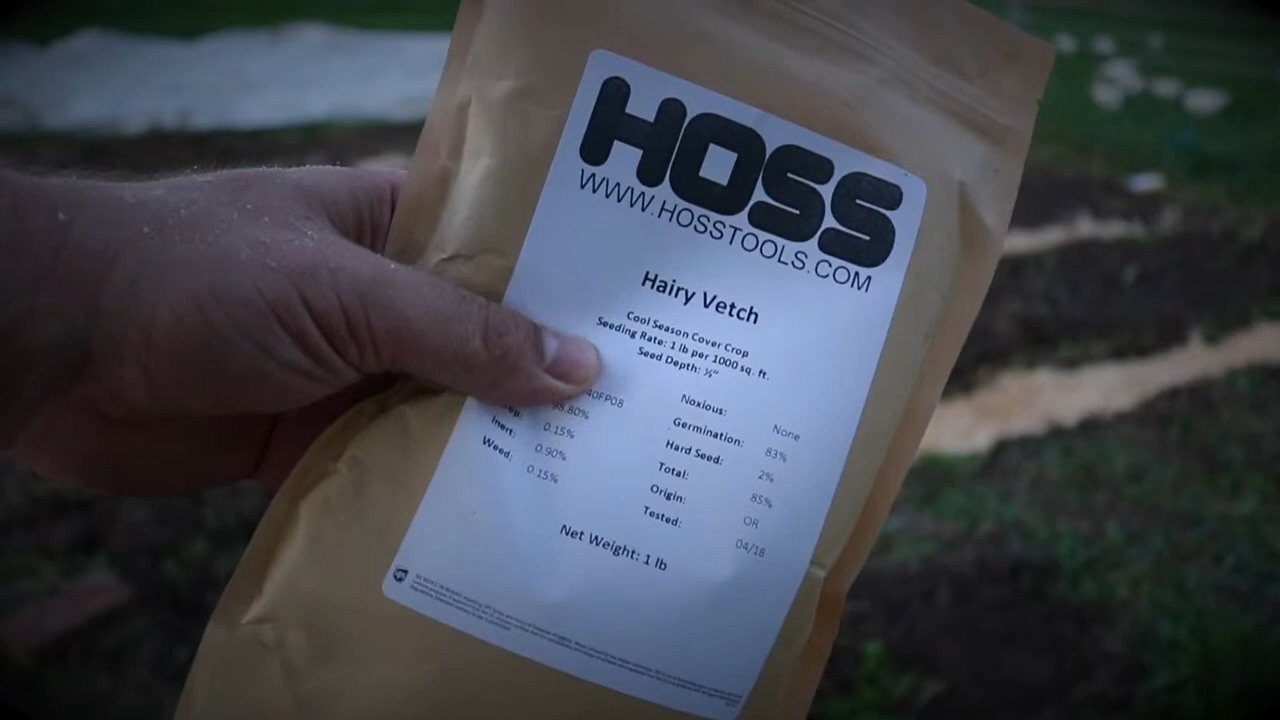 HOSS
WWW.HOSSTOOLS.COM
Hairy Vetch
Cool Season Cover Crop
Seeding Rate: 1 lb per 1000 sq. ft.
Seed Depth: ½"
40FP08
98.80%
0.15%
Inert: 0.90%
Weed: 0.15%
Noxious: None
Germination: 83%
Hard Seed: 2%
Total: 85%
Origin: OR
Tested: 04/18
Net Weight: 1 lb